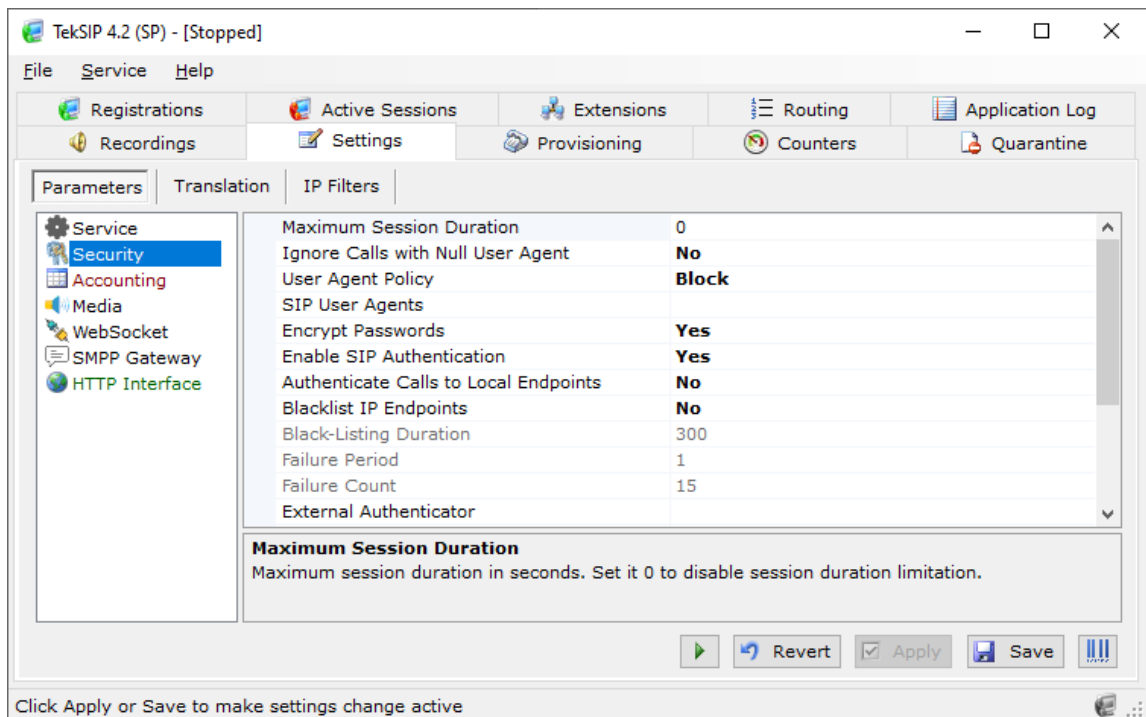 TekSIP 4.2 (SP) - [Stopped]
File Service Help
Registrations Active Sessions Extensions Routing Application Log
Recordings Settings Provisioning Counters Quarantine
Parameters Translation IP Filters
Service
Security
Accounting
Media
WebSocket
SMPP Gateway
HTTP Interface
Maximum Session Duration 0
Ignore Calls with Null User Agent No
User Agent Policy Block
SIP User Agents
Encrypt Passwords Yes
Enable SIP Authentication Yes
Authenticate Calls to Local Endpoints No
Blacklist IP Endpoints No
Black-Listing Duration 300
Failure Period 1
Failure Count 15
External Authenticator
Maximum Session Duration
Maximum session duration in seconds. Set it 0 to disable session duration limitation.
Revert Apply Save
Click Apply or Save to make settings change active